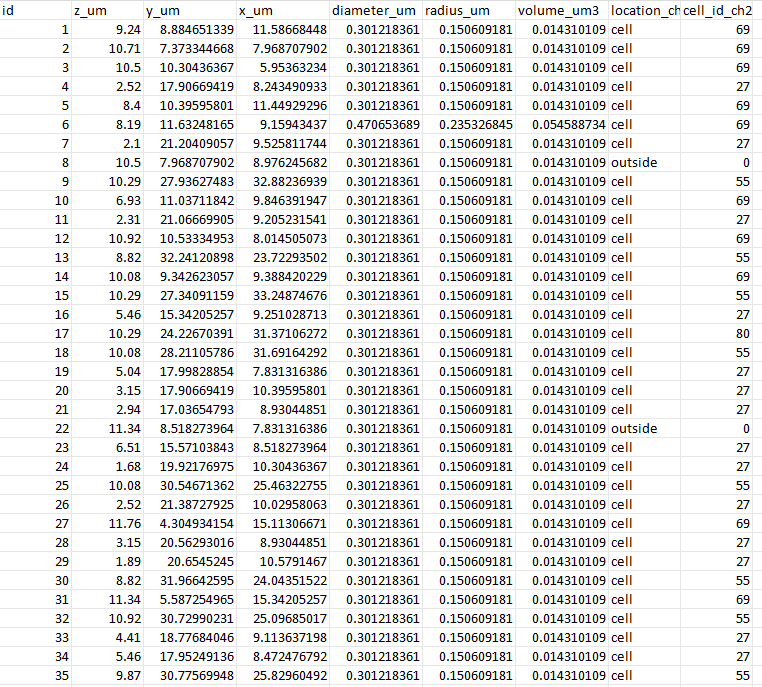 id z_um y_um x_um diameter_um radius_um volume_um3 location_ch cell_id_ch2
1 9.24 8.884651339 11.58668448 0.301218361 0.150609181 0.014310109 cell 69
2 10.71 7.373344668 7.968707902 0.301218361 0.150609181 0.014310109 cell 69
3 10.5 10.30436367 5.95363234 0.301218361 0.150609181 0.014310109 cell 69
4 2.52 17.90669419 8.243490933 0.301218361 0.150609181 0.014310109 cell 27
5 8.4 10.39595801 11.44929296 0.301218361 0.150609181 0.014310109 cell 69
6 8.19 11.63248165 9.15943437 0.470653689 0.235326845 0.054588734 cell 69
7 2.1 21.20409057 9.525811744 0.301218361 0.150609181 0.014310109 cell 27
8 10.5 7.968707902 8.976245682 0.301218361 0.150609181 0.014310109 outside 0
9 10.29 27.93627483 32.88236939 0.301218361 0.150609181 0.014310109 cell 55
10 6.93 11.03711842 9.846391947 0.301218361 0.150609181 0.014310109 cell 69
11 2.31 21.06669905 9.205231541 0.301218361 0.150609181 0.014310109 cell 27
12 10.92 10.53334953 8.014505073 0.301218361 0.150609181 0.014310109 cell 69
13 8.82 32.24120898 23.72293502 0.301218361 0.150609181 0.014310109 cell 55
14 10.08 9.342623057 9.388420229 0.301218361 0.150609181 0.014310109 cell 69
15 10.29 27.34091159 33.24874676 0.301218361 0.150609181 0.014310109 cell 55
16 5.46 15.34205257 9.251028713 0.301218361 0.150609181 0.014310109 cell 27
17 10.29 24.22670391 31.37106272 0.301218361 0.150609181 0.014310109 cell 80
18 10.08 28.21105786 31.69164292 0.301218361 0.150609181 0.014310109 cell 55
19 5.04 17.99828854 7.831316386 0.301218361 0.150609181 0.014310109 cell 27
20 3.15 17.90669419 10.39595801 0.301218361 0.150609181 0.014310109 cell 27
21 2.94 17.03654793 8.93044851 0.301218361 0.150609181 0.014310109 cell 27
22 11.34 8.518273964 7.831316386 0.301218361 0.150609181 0.014310109 outside 0
23 6.51 15.57103843 8.518273964 0.301218361 0.150609181 0.014310109 cell 27
24 1.68 19.92176975 10.30436367 0.301218361 0.150609181 0.014310109 cell 27
25 10.08 30.54671362 25.46322755 0.301218361 0.150609181 0.014310109 cell 55
26 2.52 21.38727925 10.02958063 0.301218361 0.150609181 0.014310109 cell 27
27 11.76 4.304934154 15.11306671 0.301218361 0.150609181 0.014310109 cell 69
28 3.15 20.56293016 8.93044851 0.301218361 0.150609181 0.014310109 cell 27
29 1.89 20.6545245 10.5791467 0.301218361 0.150609181 0.014310109 cell 27
30 8.82 31.96642595 24.04351522 0.301218361 0.150609181 0.014310109 cell 55
31 11.34 5.587254965 15.34205257 0.301218361 0.150609181 0.014310109 cell 69
32 10.92 30.72990231 25.09685017 0.301218361 0.150609181 0.014310109 cell 55
33 4.41 18.77684046 9.113637198 0.301218361 0.150609181 0.014310109 cell 27
34 5.46 17.95249136 8.472476792 0.301218361 0.150609181 0.014310109 cell 27
35 9.87 30.77569948 25.82960492 0.301218361 0.150609181 0.014310109 cell 55